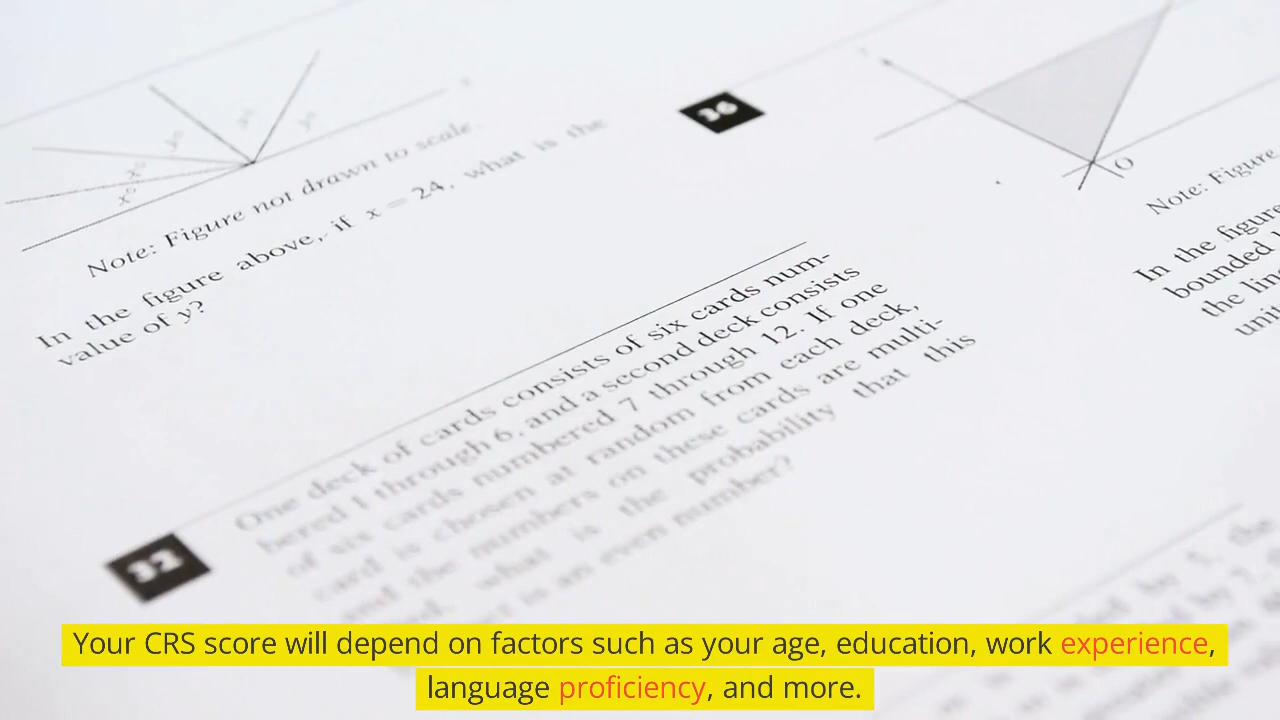 x°
x°
y°
y°
y°
Note: Figure not drawn to scale.
In the figure above, if x = 24, what is the
value of y?
32
One deck of cards consists of six cards num-
bered 1 through 6, and a second deck consists
of six cards numbered 7 through 12. If one
card is chosen at random from each deck,
and the numbers on these cards are multi-
what is the probability that this
is an even number?
36
O
Note: Figure
In the figure
bounded
the
Your CRS score will depend on factors such as your age, education, work experience,
language proficiency, and more.